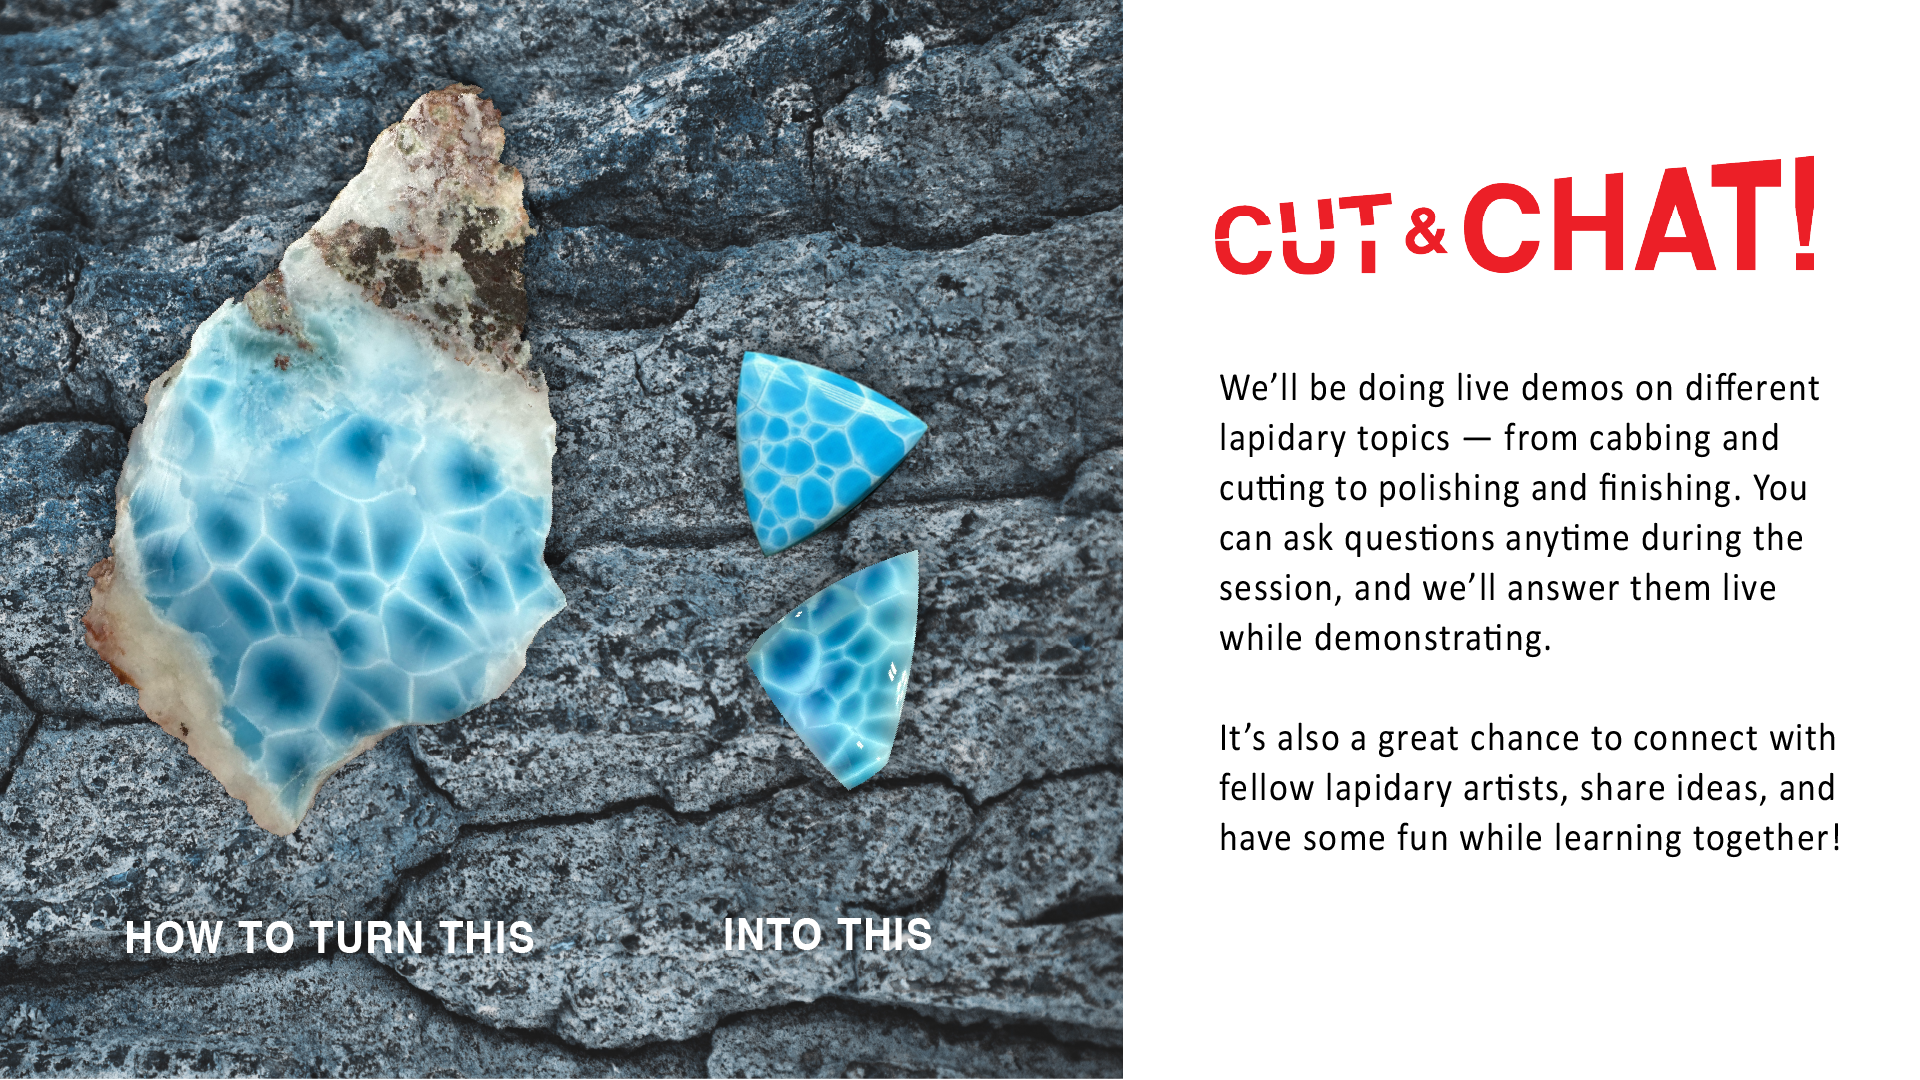 HOW TO TURN THIS
INTO THIS
CUT & CHAT!
We’ll be doing live demos on different
lapidary topics — from cabbing and
cutting to polishing and finishing. You
can ask questions anytime during the
session, and we’ll answer them live
while demonstrating.
It’s also a great chance to connect with
fellow lapidary artists, share ideas, and
have some fun while learning together!